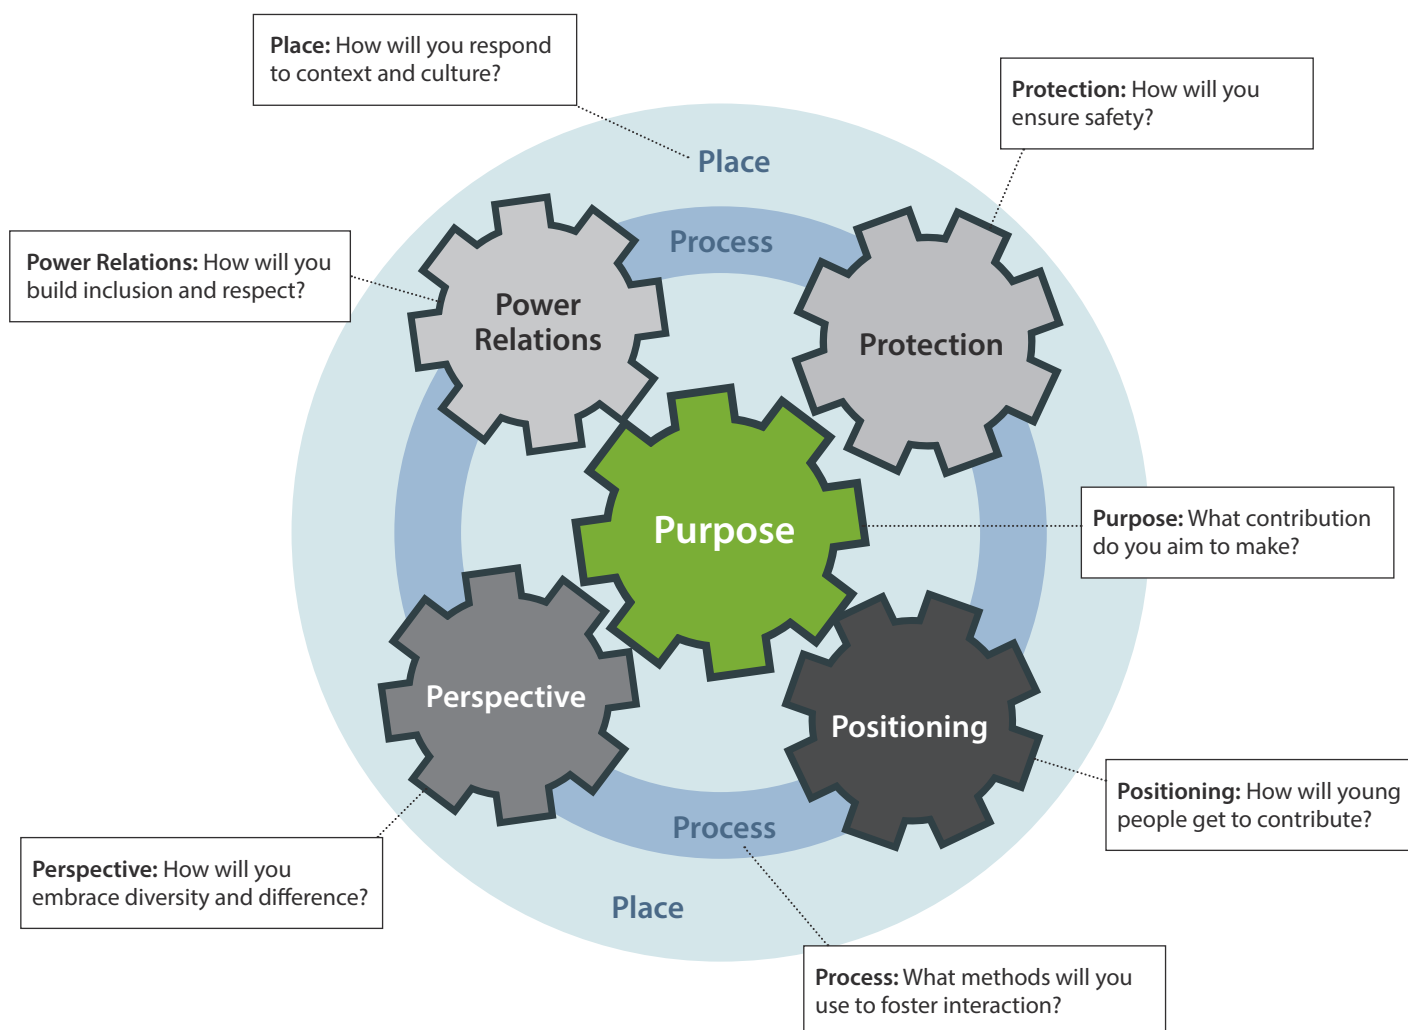 Place: How will you respond
to context and culture?
Protection: How will you
ensure safety?
Place
Process
Power Relations: How will you
build inclusion and respect?
Power
Relations
Protection
Purpose
Purpose: What contribution
do you aim to make?
Perspective
Positioning
Positioning: How will young
people get to contribute?
Process
Perspective: How will you
embrace diversity and difference?
Place
Process: What methods will you
use to foster interaction?